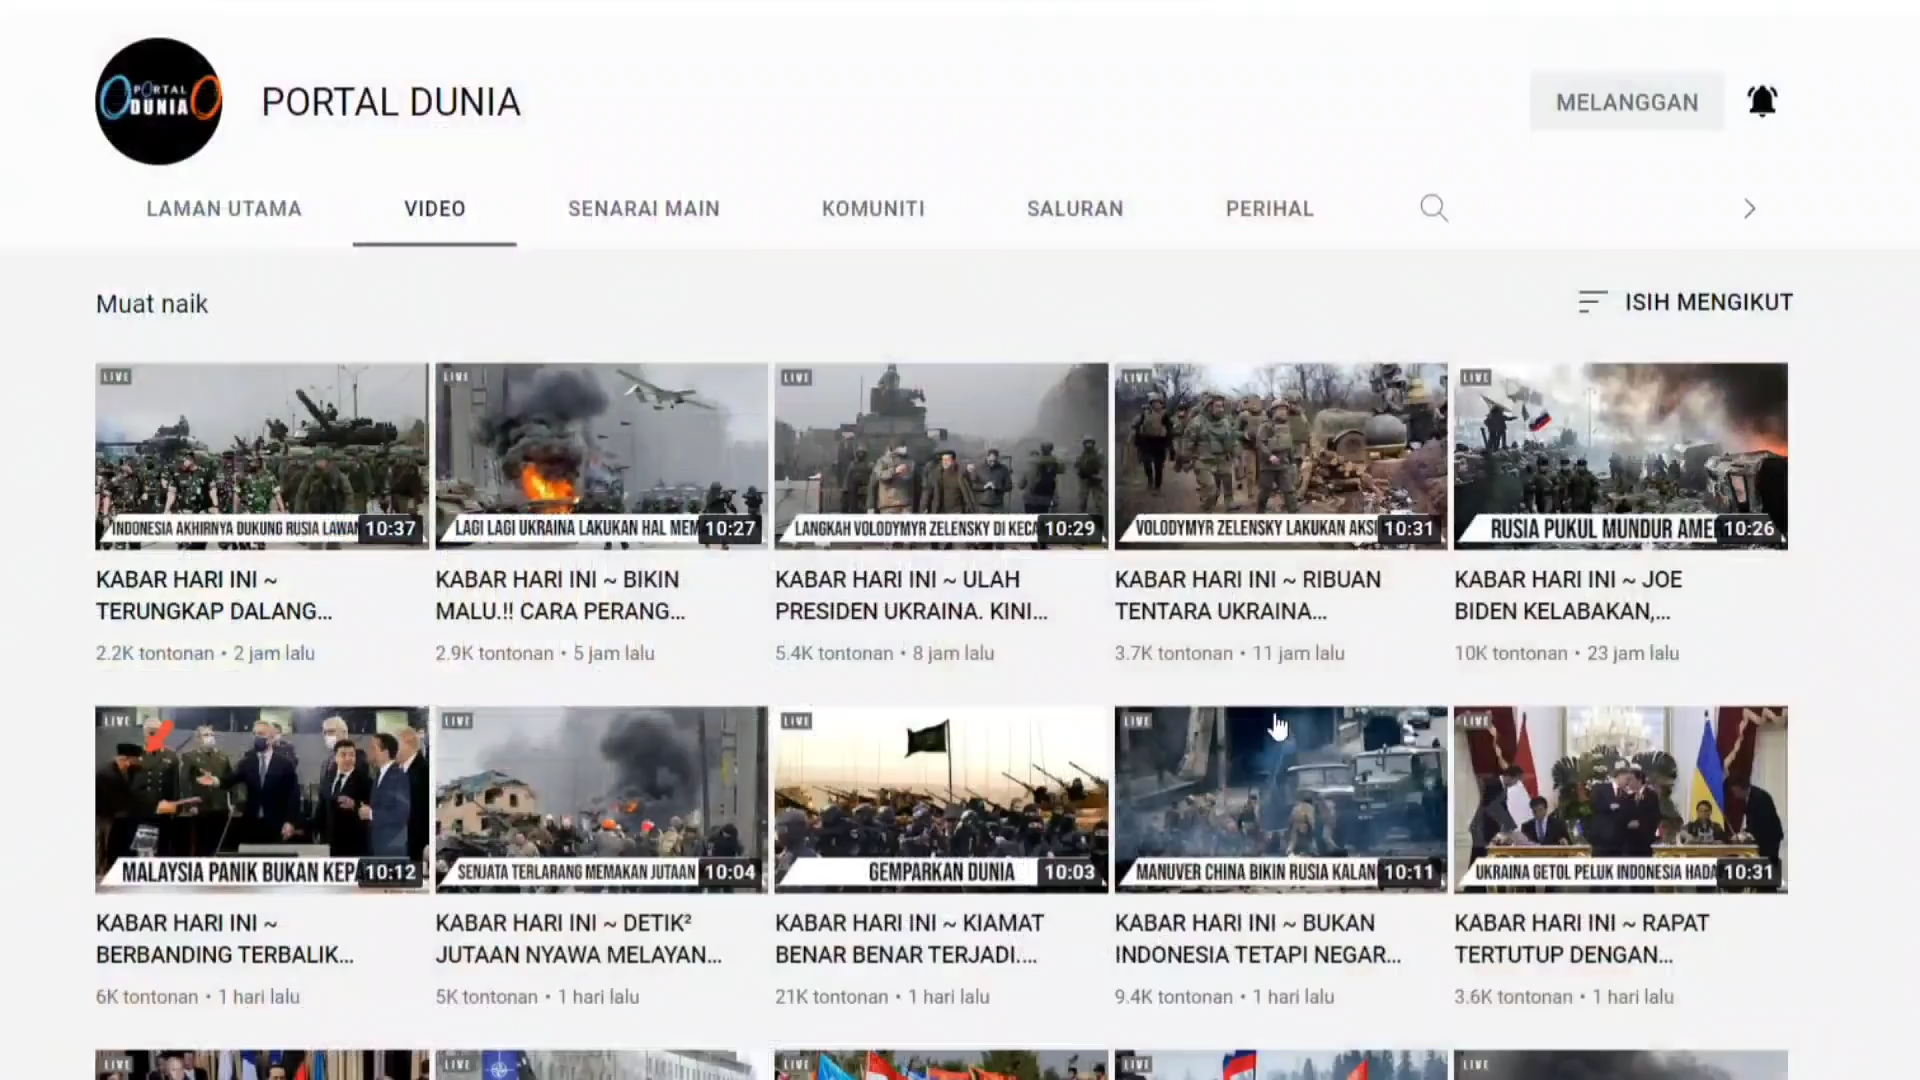 PORTAL
DUNIA
PORTAL DUNIA
MELANGGAN
LAMAN UTAMA
VIDEO
SENARAI MAIN
KOMUNITI
SALURAN
PERIHAL
Muat naik
ISIH MENGIKUT
LIVE
LIVE
LIVE
LIVE
LIVE
INDONESIA AKHIRNYA DUKUNG RUSIA LAWAN
10:37
LAGI LAGI UKRAINA LAKUKAN HAL MEM
10:27
LANGKAH VOLODYMYR ZELENSKY DI KECA
10:29
VOLODYMYR ZELENSKY LAKUKAN AKSI
10:31
RUSIA PUKUL MUNDUR AME
10:26
KABAR HARI INI ~
TERUNGKAP DALANG...
2.2K tontonan • 2 jam lalu
KABAR HARI INI ~ BIKIN
MALU.!! CARA PERANG...
2.9K tontonan • 5 jam lalu
KABAR HARI INI ~ ULAH
PRESIDEN UKRAINA. KINI...
5.4K tontonan • 8 jam lalu
KABAR HARI INI ~ RIBUAN
TENTARA UKRAINA...
3.7K tontonan • 11 jam lalu
KABAR HARI INI ~ JOE
BIDEN KELABAKAN,...
10K tontonan • 23 jam lalu
LIVE
LIVE
LIVE
LIVE
LIVE
MALAYSIA PANIK BUKAN KEPA
10:12
SENJATA TERLARANG MEMAKAN JUTAAN
10:04
GEMPARKAN DUNIA
10:03
MANUVER CHINA BIKIN RUSIA KALAN
10:11
UKRAINA GETOL PELUK INDONESIA HADA
10:31
KABAR HARI INI ~
BERBANDING TERBALIK...
6K tontonan • 1 hari lalu
KABAR HARI INI ~ DETIK²
JUTAAN NYAWA MELAYAN...
5K tontonan • 1 hari lalu
KABAR HARI INI ~ KIAMAT
BENAR BENAR TERJADI....
21K tontonan • 1 hari lalu
KABAR HARI INI ~ BUKAN
INDONESIA TETAPI NEGAR...
9.4K tontonan • 1 hari lalu
KABAR HARI INI ~ RAPAT
TERTUTUP DENGAN...
3.6K tontonan • 1 hari lalu
LIVE
LIVE
LIVE
LIVE
LIVE